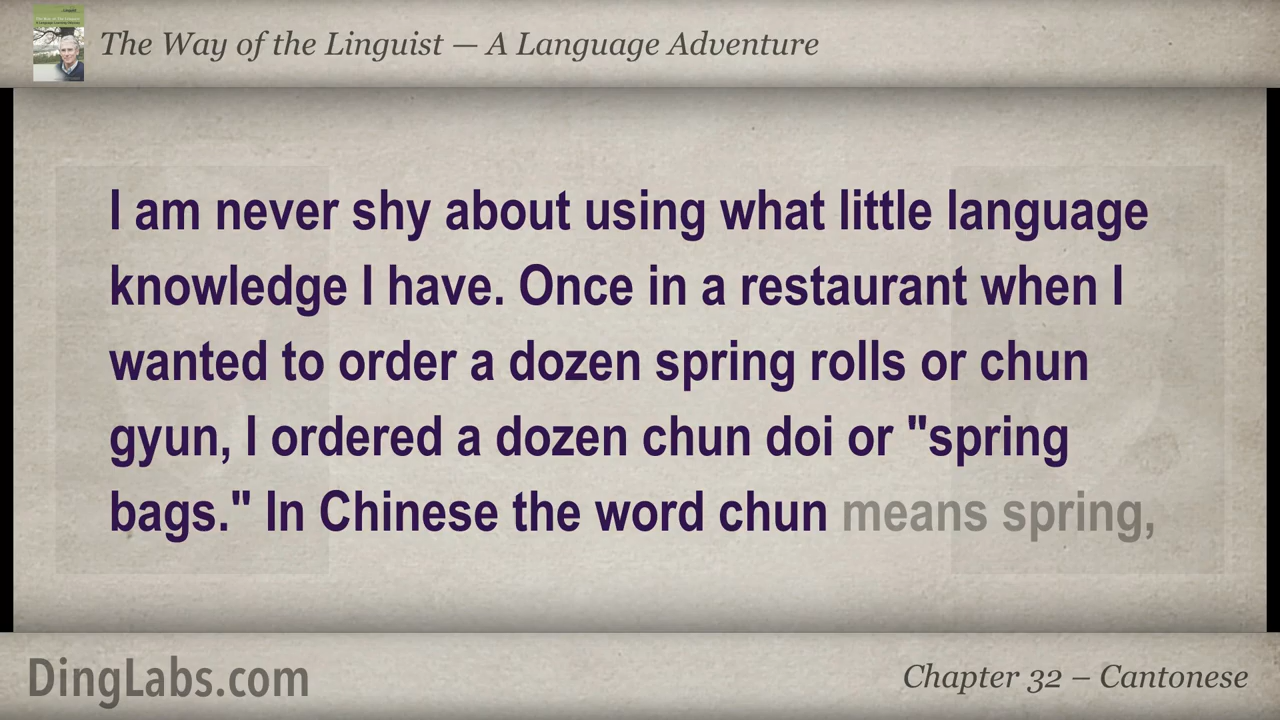 The Way of the Linguist — A Language Adventure
I am never shy about using what little language
knowledge I have. Once in a restaurant when I
wanted to order a dozen spring rolls or chun
gyun, I ordered a dozen chun doi or "spring
bags." In Chinese the word chun means spring,
DingLabs.com
Chapter 32 – Cantonese